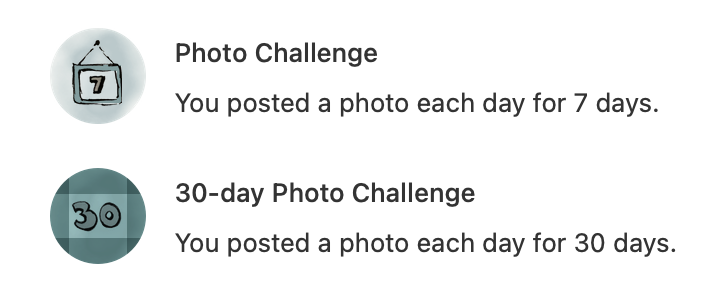 7
Photo Challenge
You posted a photo each day for 7 days.
30
30-day Photo Challenge
You posted a photo each day for 30 days.